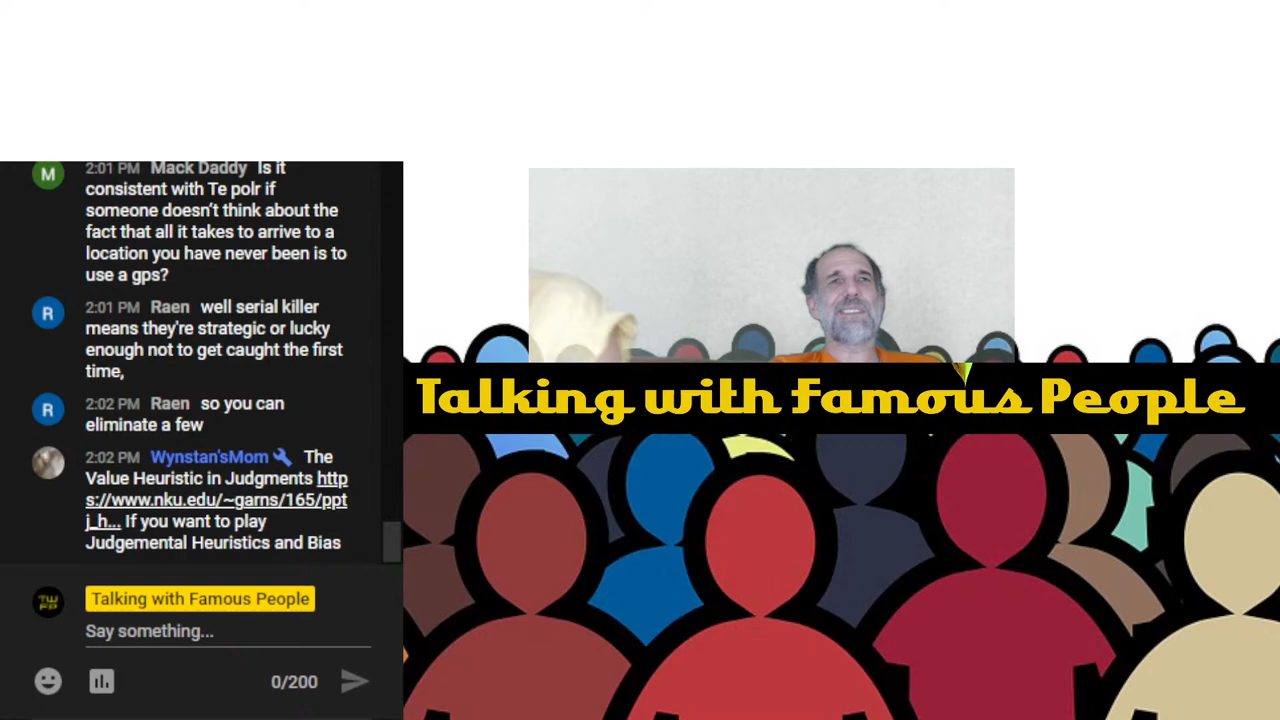 M 2:01 PM Mack Daddy Is it
consistent with Te polr if
someone doesn't think about the
fact that all it takes to arrive to a
location you have never been is to
use a gps?
R 2:01 PM Raen well serial killer
means they're strategic or lucky
enough not to get caught the first
time,
R 2:02 PM Raen so you can
eliminate a few
2:02 PM Wynstan'sMom The
Value Heuristic in Judgments http
s://www.nku.edu/~garns/165/ppt
j_h... If you want to play
Judgemental Heuristics and Bias
TW
FP
Talking with Famous People
Say something...
0/200
Talking with Famous People